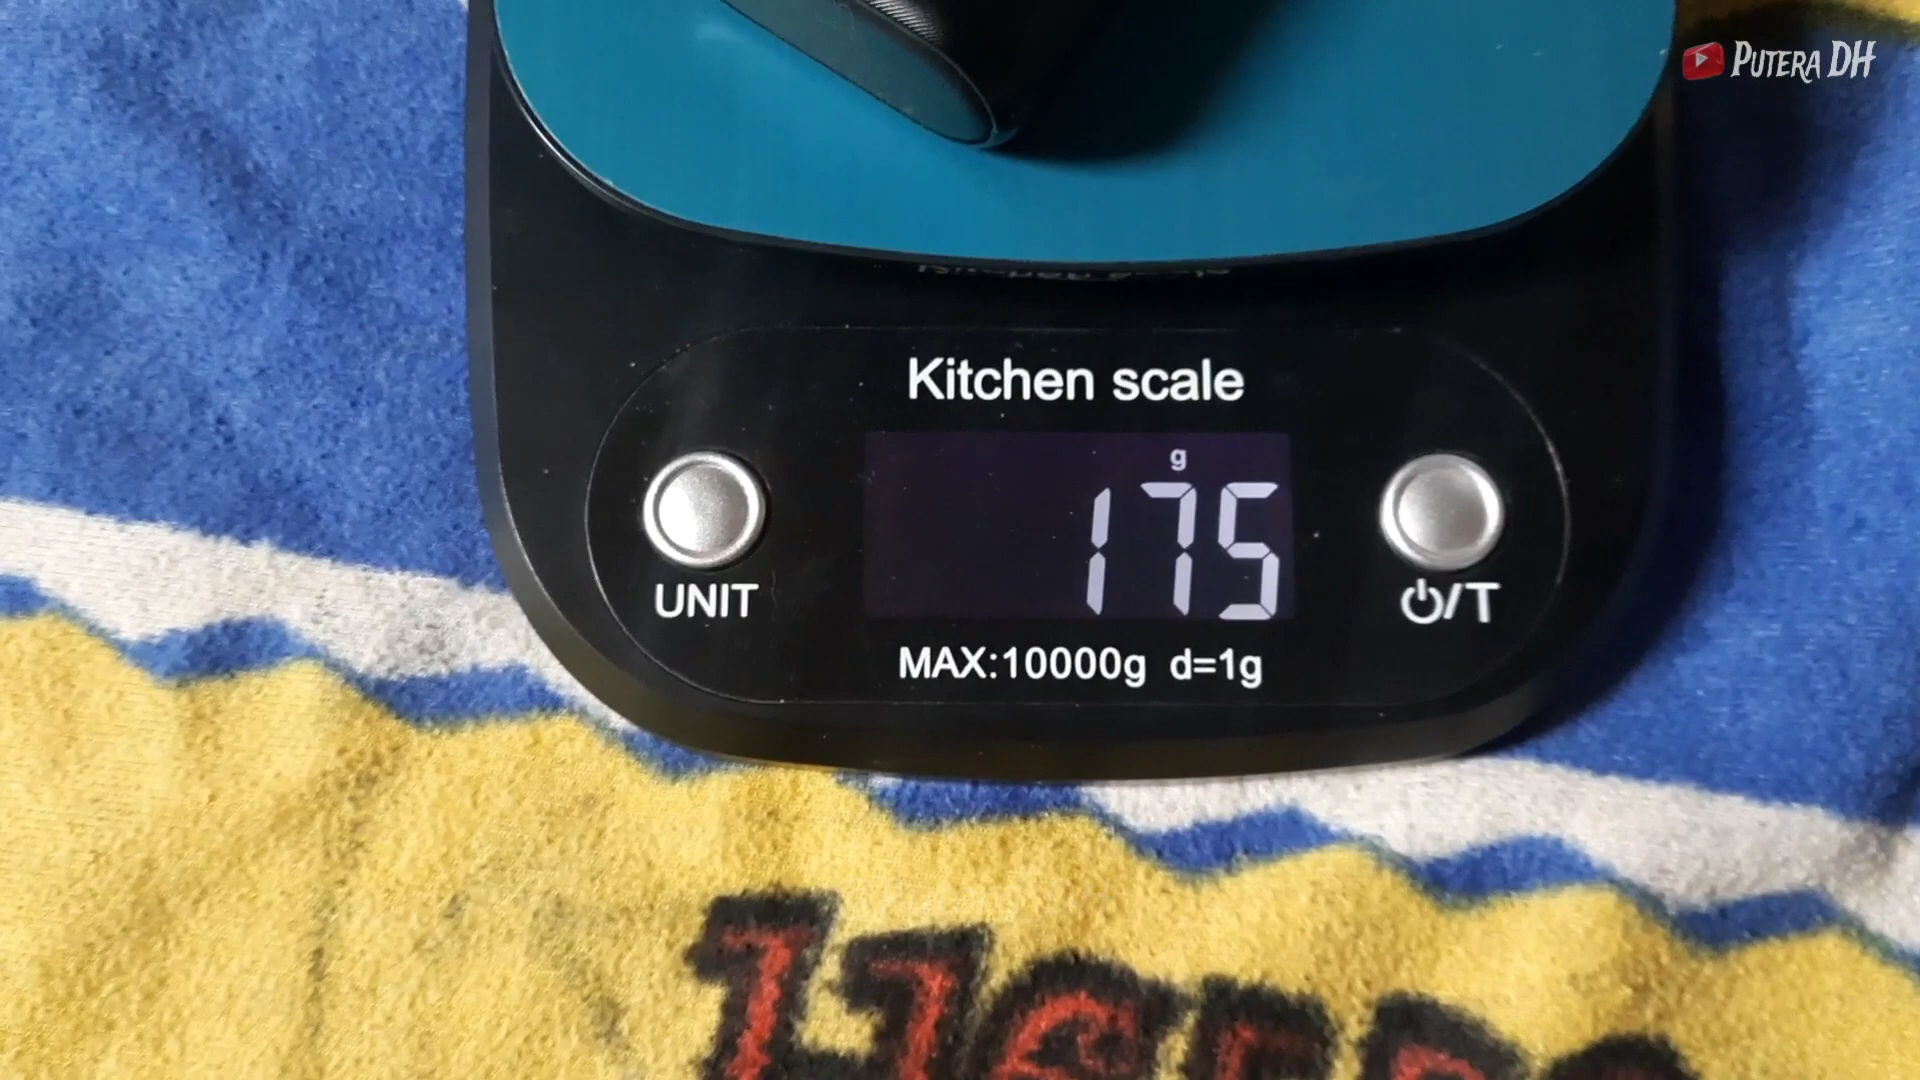 PUTERA DH
Kitchen scale
g
175
UNIT
⏻/T
MAX:10000g d=1g